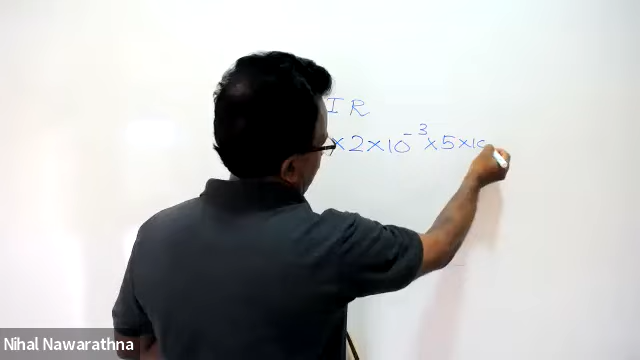 I R
× 2 × 10⁻³ × 5 × 10
Nihal Nawarathna